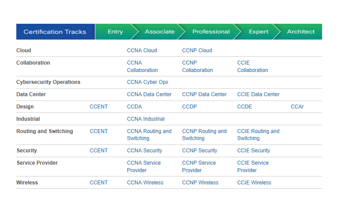 Certification Tracks Entry Associate Professional Expert Architect
Cloud CCNA Cloud CCNP Cloud
Collaboration CCNA CCNP CCIE
Collaboration Collaboration Collaboration
Cybersecurity Operations CCNA Cyber Ops
Data Center CCNA Data Center CCNP Data Center CCIE Data Center
Design CCENT CCDA CCDP CCDE CCAr
Industrial CCNA Industrial
Routing and Switching CCENT CCNA Routing and CCNP Routing and CCIE Routing and
Switching Switching Switching.
Security CCENT CCNA Security CCNP Security CCIE Security
Service Provider CCNA Service CCNP Service CCIE Service
Provider Provider Provider
Wireless CCENT CCNA Wireless CCNP Wireless CCIE Wireless